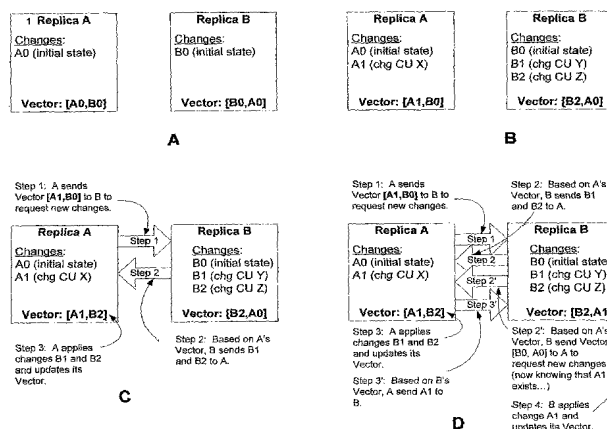 1 Replica A
Changes:
A0 (initial state)
Vector: [A0,B0]
Replica B
Changes:
B0 (initial state)
Vector: [B0,A0]
A
Replica A
Changes:
A0 (initial state)
A1 (chg CU X)
Vector: [A1,B0]
Replica B
Changes:
B0 (initial state)
B1 (chg CU Y)
B2 (chg CU Z)
Vector: [B2,A0]
B
Step 1: A sends
Vector [A1,B0] to B to
request new changes.
Replica A
Changes:
A0 (initial state)
A1 (chg CU X)
Vector: [A1,B2]
Step 1
Step 2
Replica B
Changes:
B0 (initial state)
B1 (chg CU Y)
B2 (chg CU Z)
Vector: [B2,A0]
Step 3: A applies
changes B1 and B2
and updates its
Vector.
Step 2: Based on A's
Vector, B sends B1
and B2 to A.
C
Step 1: A sends
Vector [A1,B0] to B to
request new changes.
Step 2: Based on A's
Vector, B sends B1
and B2 to A.
Replica A
Changes:
A0 (initial state)
A1 (chg CU X)
Vector: [A1,B2]
Step 1
Step 2
Step 2'
Step 3'
Replica B
Changes:
B0 (initial state)
B1 (chg CU Y)
B2 (chg CU Z)
Vector: [B2,A1
Step 3: A applies
changes B1 and B2
and updates its
Vector.
Step 3': Based on B's
Vector, A send A1 to
B.
Step 2': Based on A's
Vector, B send Vector
[B0, A0] to A to
request new changes
(now knowing that A1
exists...)
Step 4: B applies
change A1 and
updates its Vector.
D